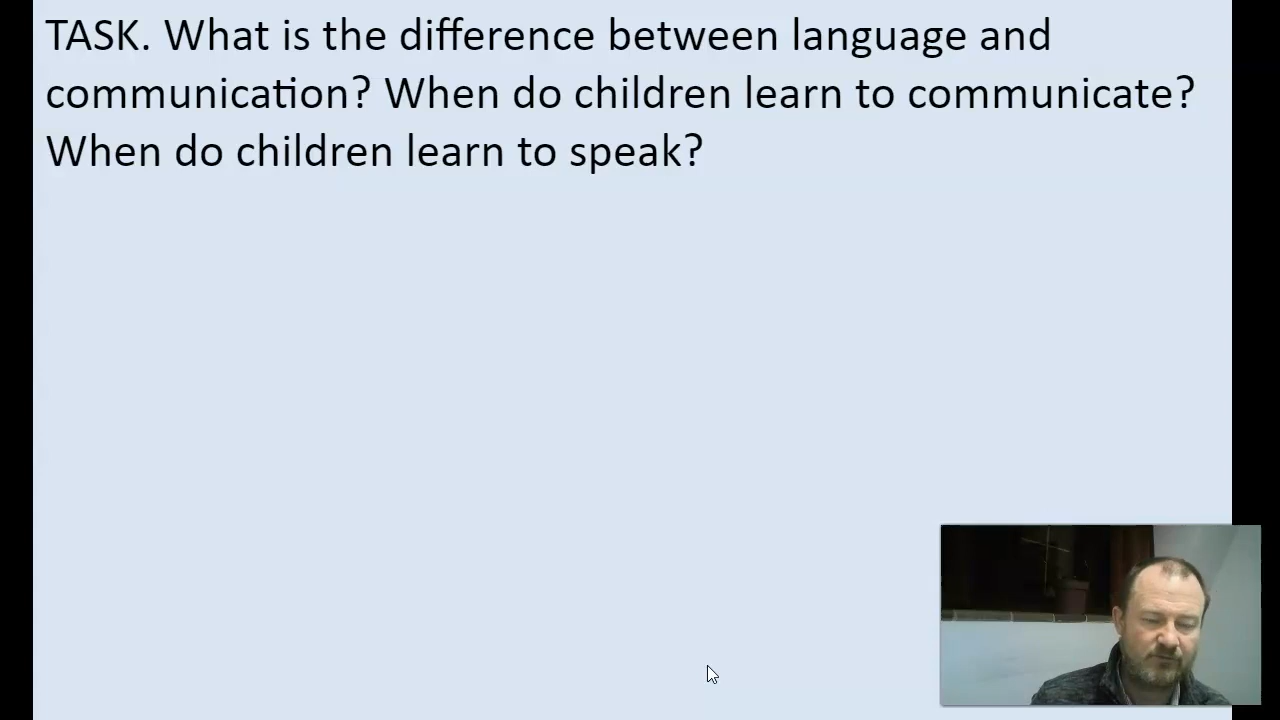 TASK. What is the difference between language and
communication? When do children learn to communicate?
When do children learn to speak?